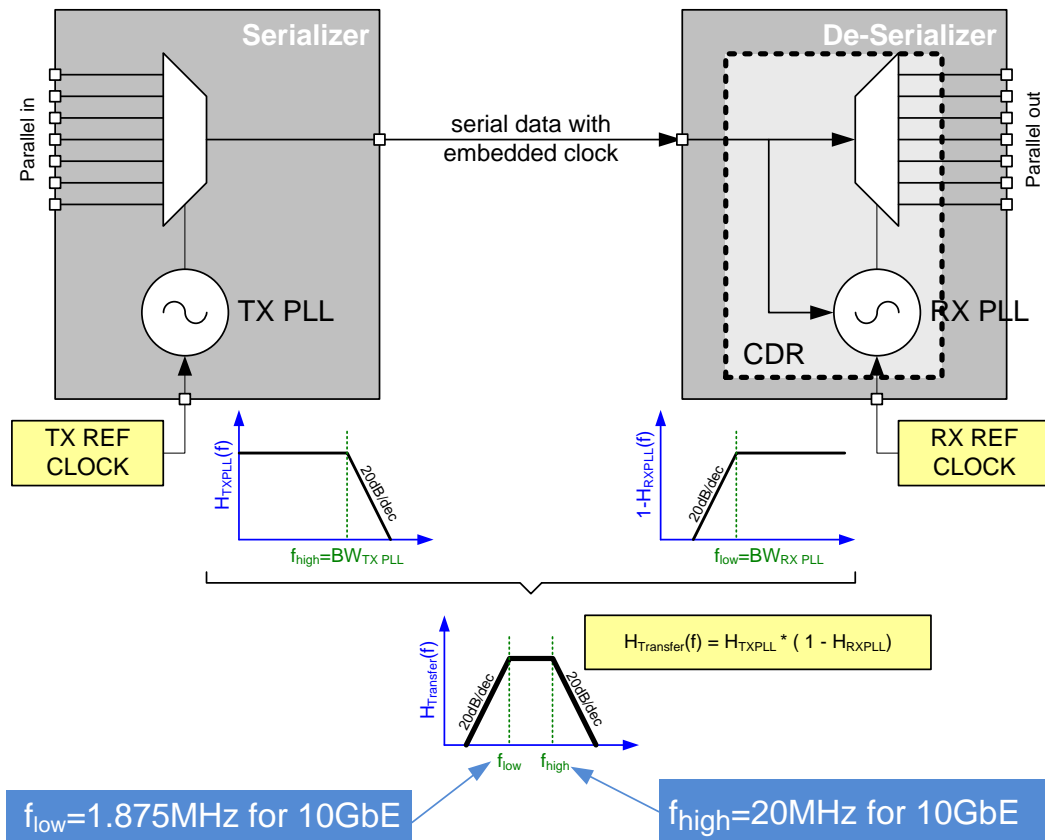 Serializer
De-Serializer
Parallel in
serial data with
embedded clock
Parallel out
TX PLL
RX PLL
CDR
TX REF
CLOCK
RX REF
CLOCK
HTXPLL(f)
20dB/dec
fhigh=BWTX PLL
1-HRXPLL(f)
20dB/dec
flow=BWRX PLL
HTransfer(f) = HTXPLL * ( 1 - HRXPLL)
HTransfer(f)
20dB/dec
20dB/dec
flow
fhigh
flow=1.875MHz for 10GbE
fhigh=20MHz for 10GbE